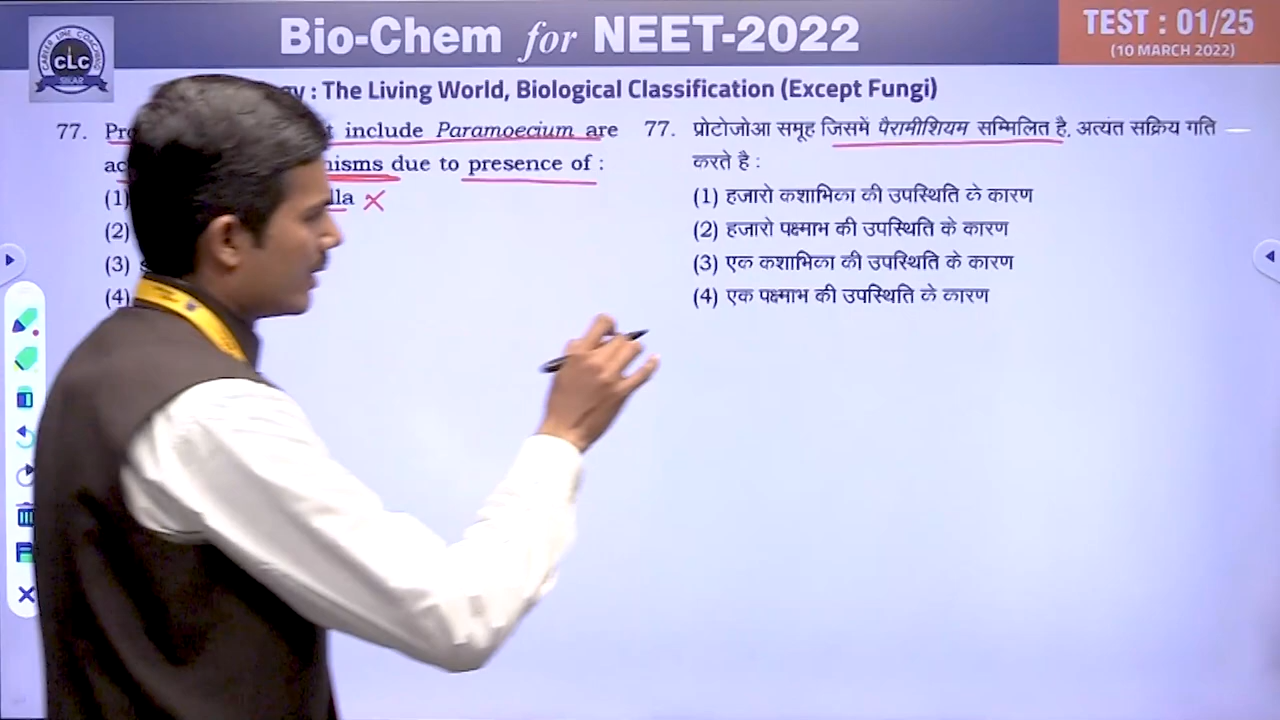 Bio-Chem for NEET-2022
TEST : 01/25
(10 MARCH 2022)
CAREER LINE COACHING
CLC
SIKAR
: The Living World, Biological Classification (Except Fungi)
77. include Paramoecium are
due to presence of :
(1)
(2)
(3)
(4)
77. प्रोटोजोआ समूह जिसमें पैरामीशियम सम्मिलित है, अत्यंत सक्रिय गति
करते है :
(1) हजारो कशाभिका की उपस्थिति के कारण
(2) हजारो पक्ष्माभ की उपस्थिति के कारण
(3) एक कशाभिका की उपस्थिति के कारण
(4) एक पक्ष्माभ की उपस्थिति के कारण